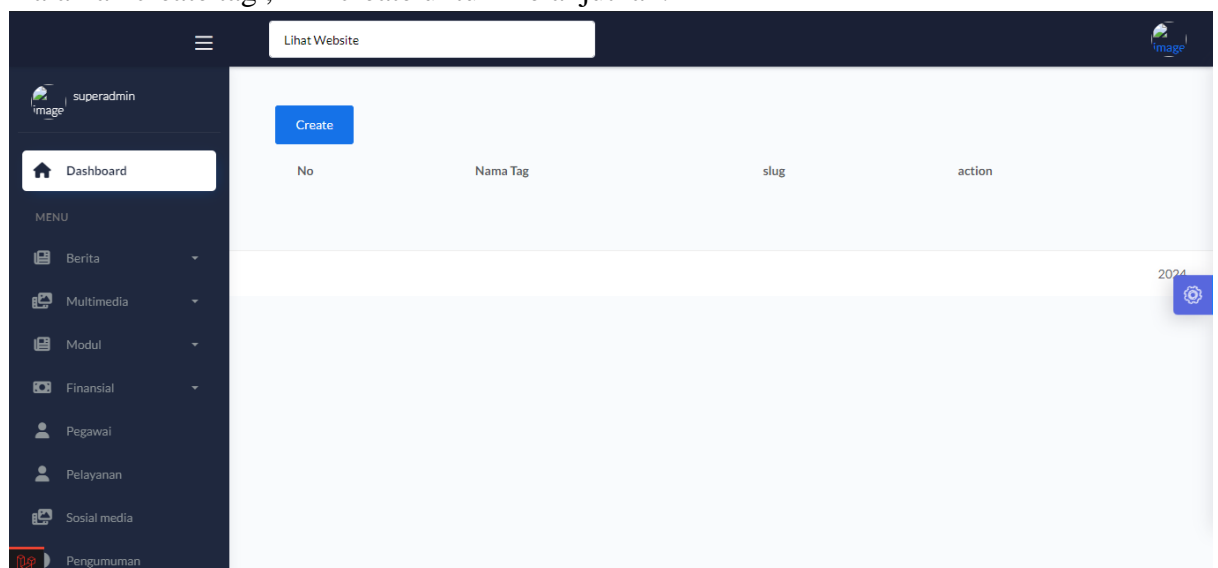 Lihat Website
image
image
superadmin
Create
Dashboard
No Nama Tag slug action
MENU
Berita
2024
Multimedia
Modul
Finansial
Pegawai
Pelayanan
Sosial media
Pengumuman